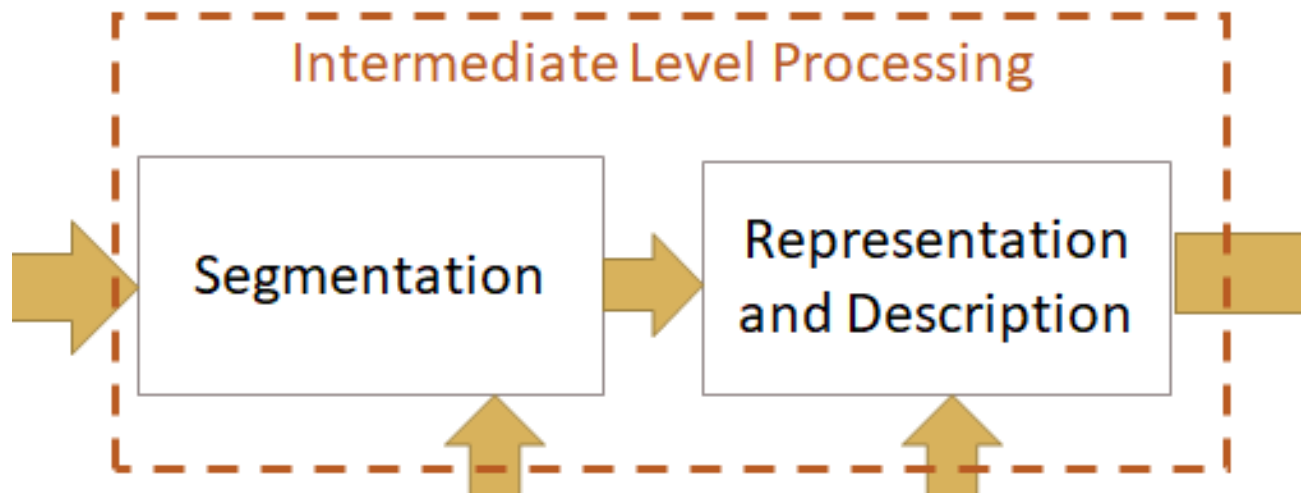 Intermediate Level Processing
Segmentation
Representation
and Description